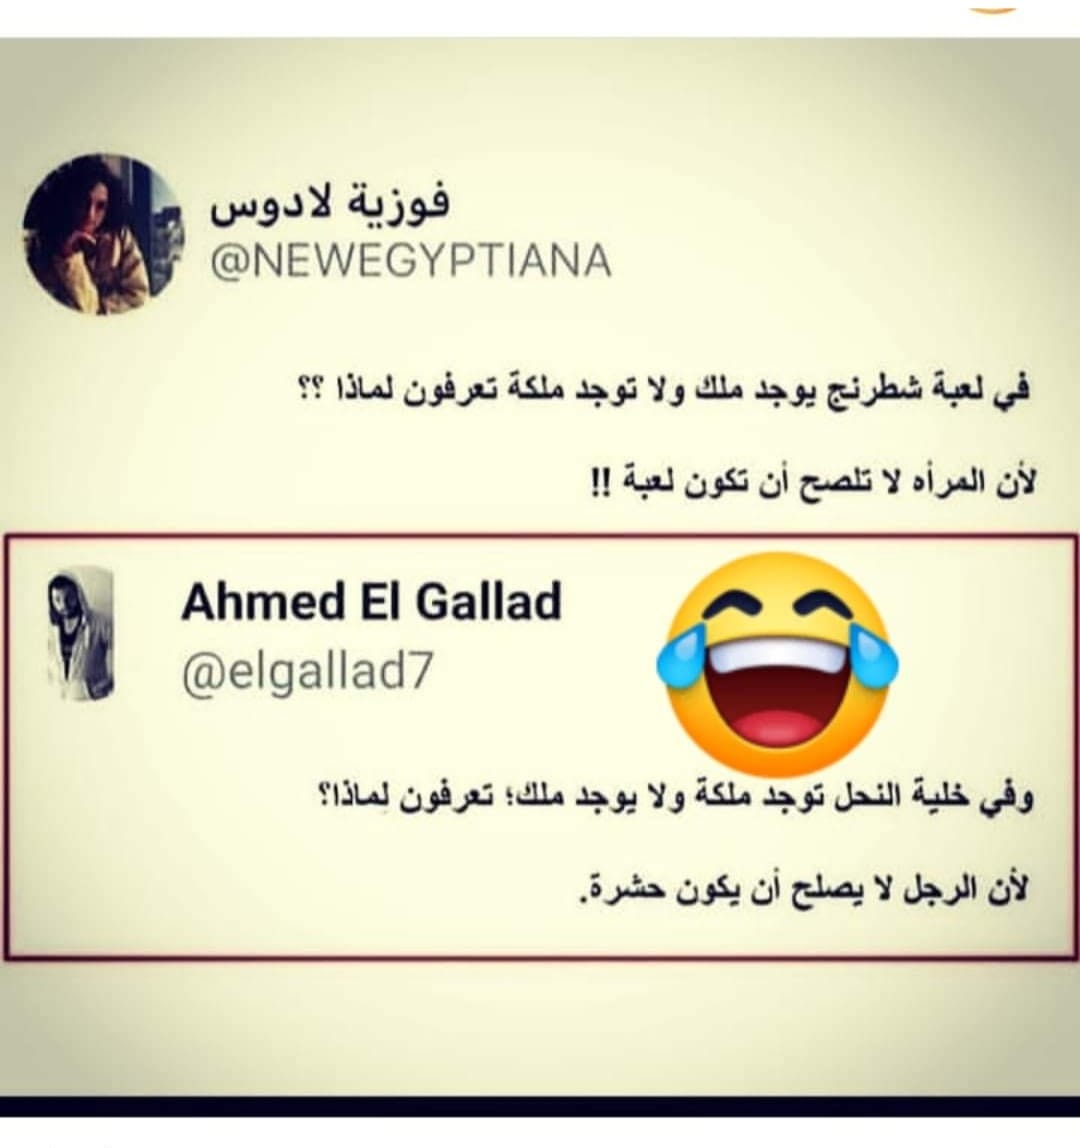 فوزية لادوس
@NEWEGYPTIANA
في لعبة شطرنج يوجد ملك ولا توجد ملكة تعرفون لماذا ؟؟
لأن المرأه لا تلصح أن تكون لعبة !!
Ahmed El Gallad
@elgallad7
وفي خلية النحل توجد ملكة ولا يوجد ملك؛ تعرفون لماذا؟
لأن الرجل لا يصلح أن يكون حشرة.